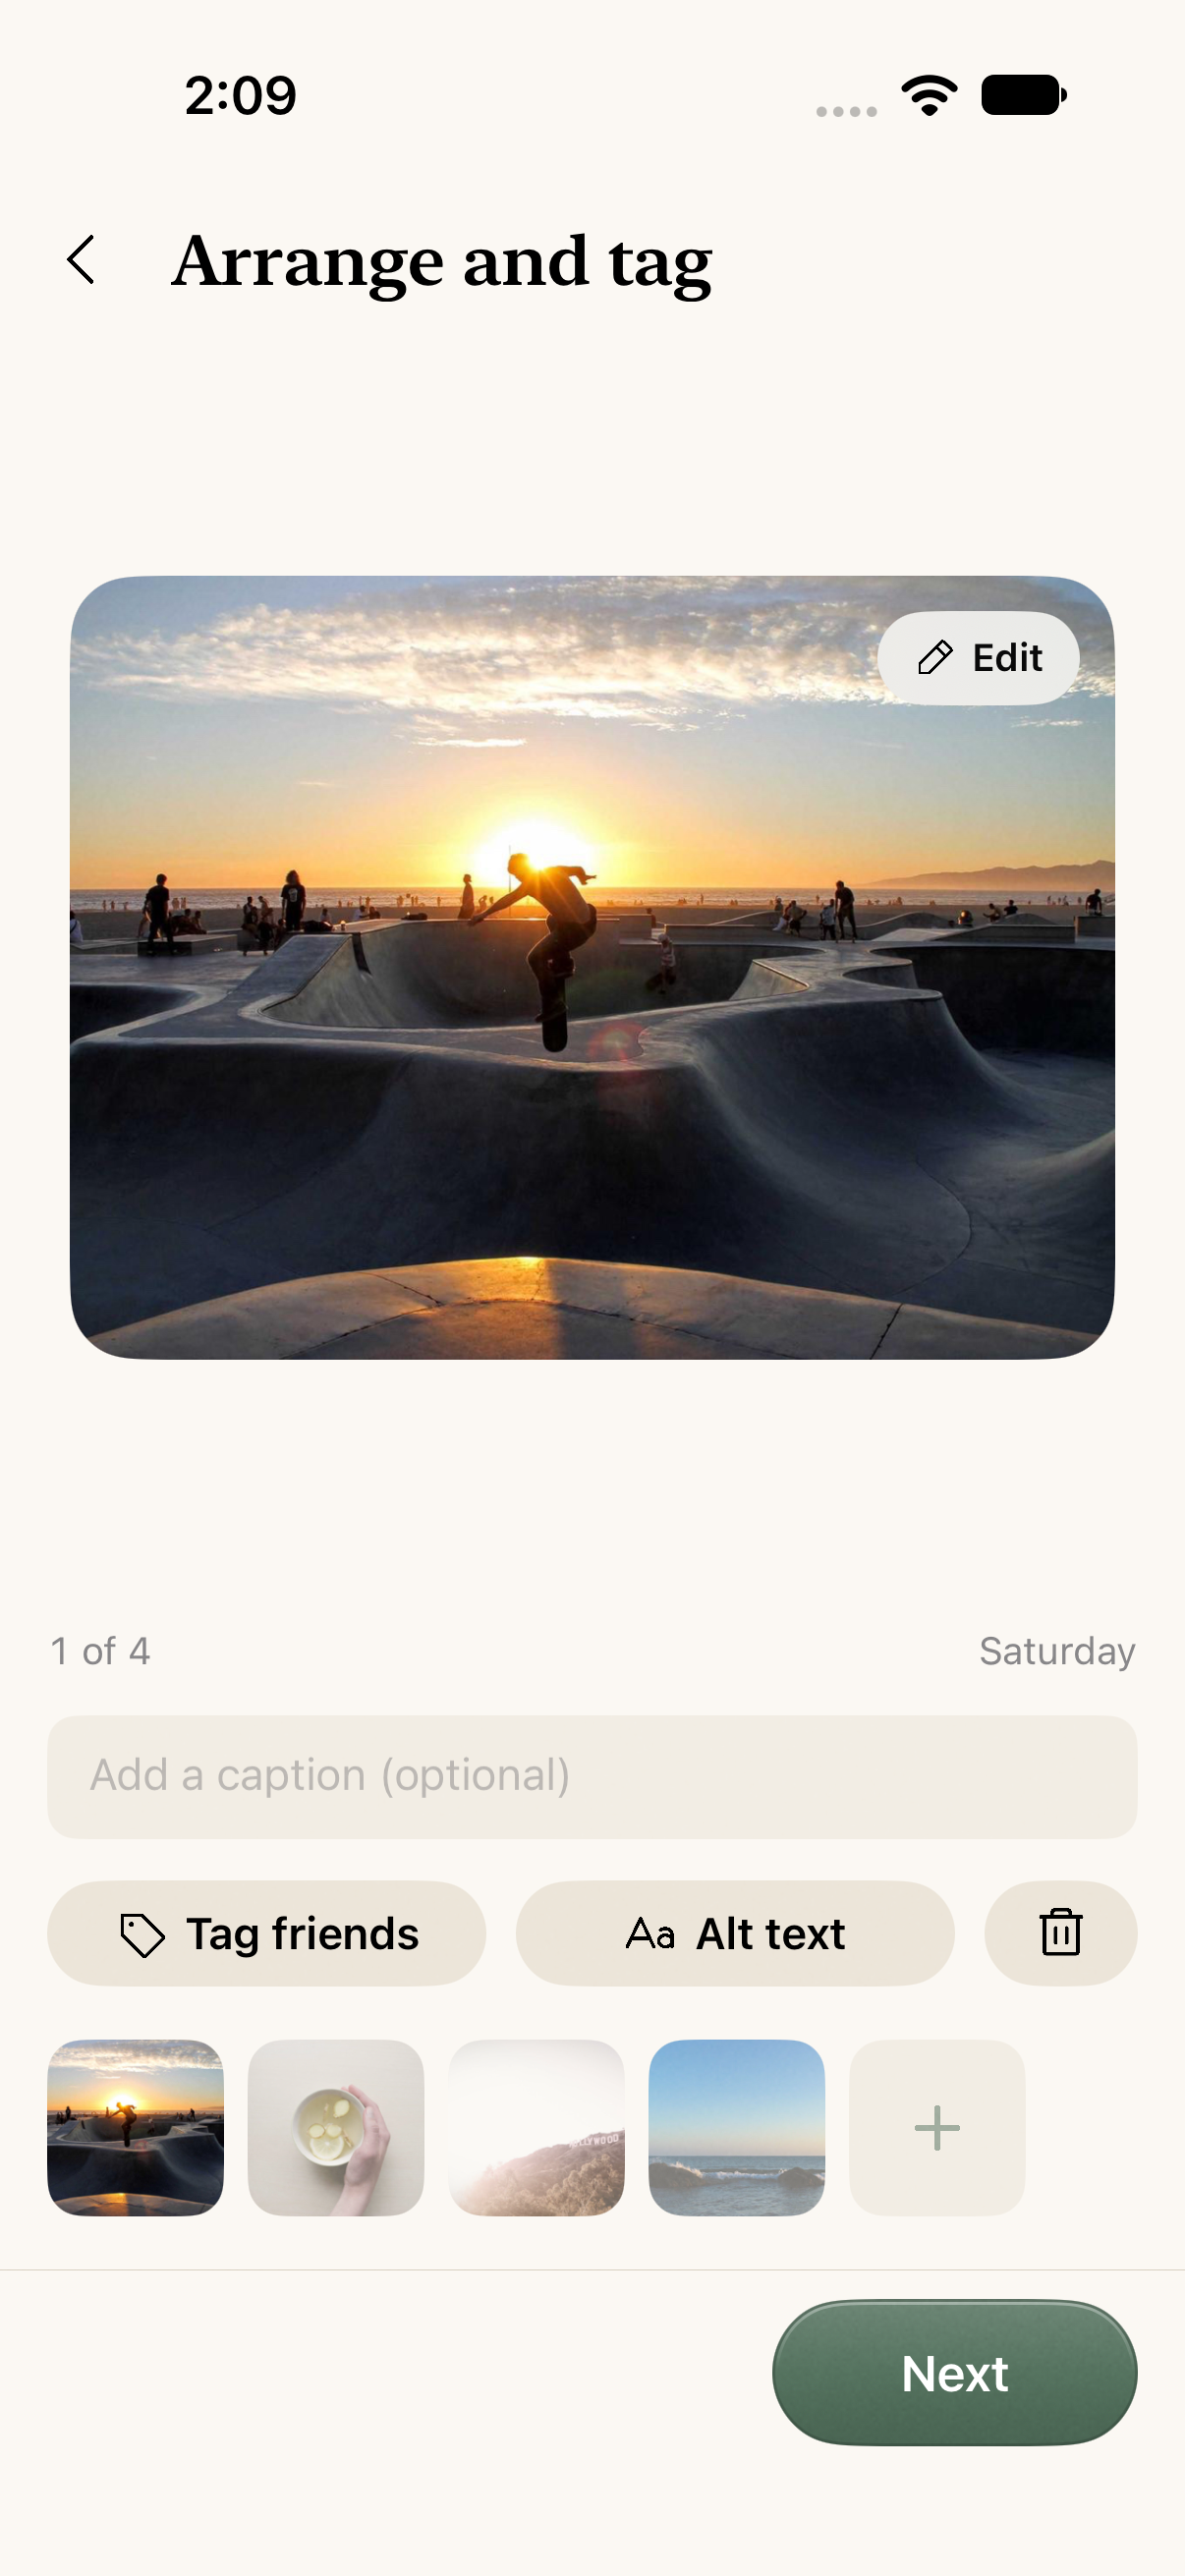 2:09
Arrange and tag
Edit
1 of 4
Saturday
Add a caption (optional)
Tag friends
Aa Alt text
Next